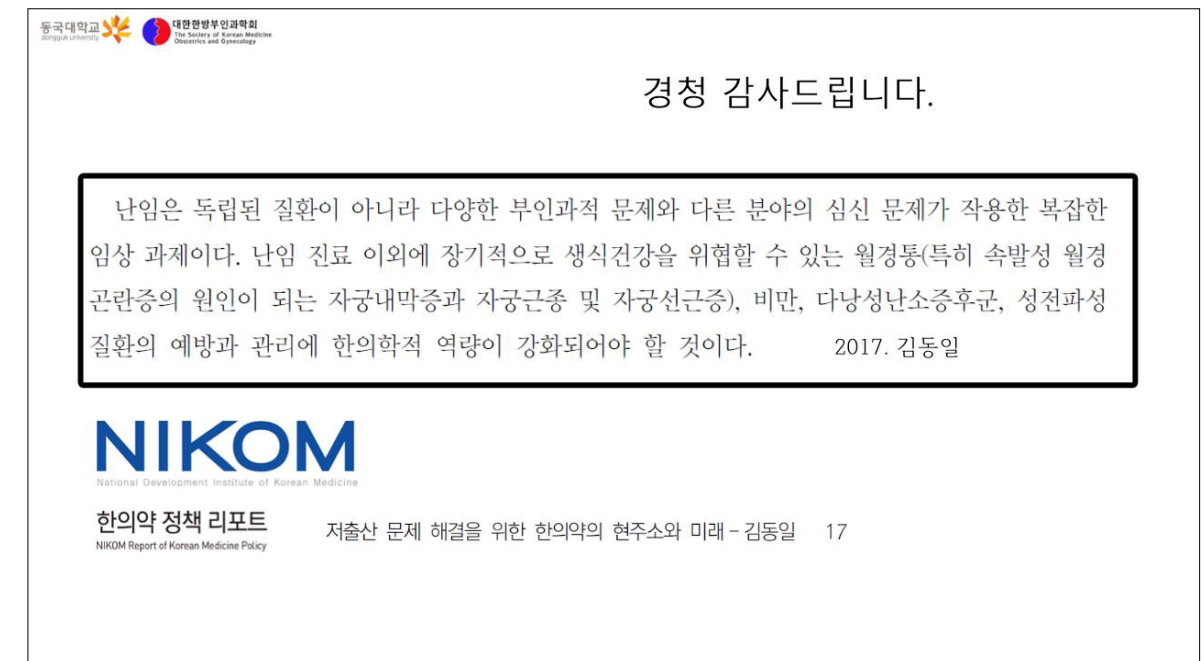 동국대학교
dongguk university
대한한방부인과학회
The Society of Korean Medicine
Obstetrics and Gynecology
경청 감사드립니다.
난임은 독립된 질환이 아니라 다양한 부인과적 문제와 다른 분야의 심신 문제가 작용한 복잡한
임상 과제이다. 난임 진료 이외에 장기적으로 생식건강을 위협할 수 있는 월경통(특히 속발성 월경
곤란증의 원인이 되는 자궁내막증과 자궁근종 및 자궁선근증), 비만, 다낭성난소증후군, 성전파성
질환의 예방과 관리에 한의학적 역량이 강화되어야 할 것이다. 2017. 김동일
NIKOM
National Development Institute of Korean Medicine
한의약 정책 리포트
NIKOM Report of Korean Medicine Policy
저출산 문제 해결을 위한 한의약의 현주소와 미래 – 김동일 17